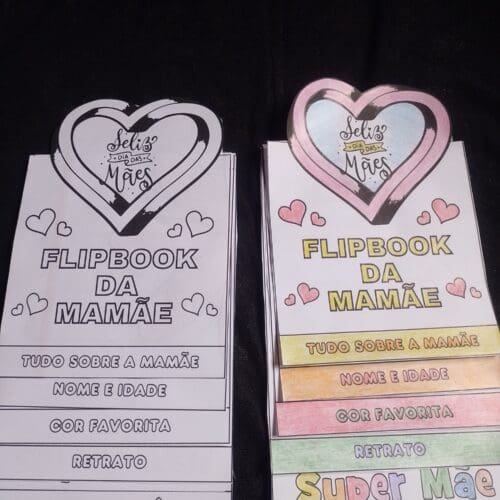 Feliz
DIA DAS
Mães
FLIPBOOK
DA
MAMÃE
TUDO SOBRE A MAMÃE
NOME E IDADE
COR FAVORITA
RETRATO
Feliz
DIA DAS
Mães
FLIPBOOK
DA
MAMÃE
TUDO SOBRE A MAMÃE
NOME E IDADE
COR FAVORITA
RETRATO
Super Mãe